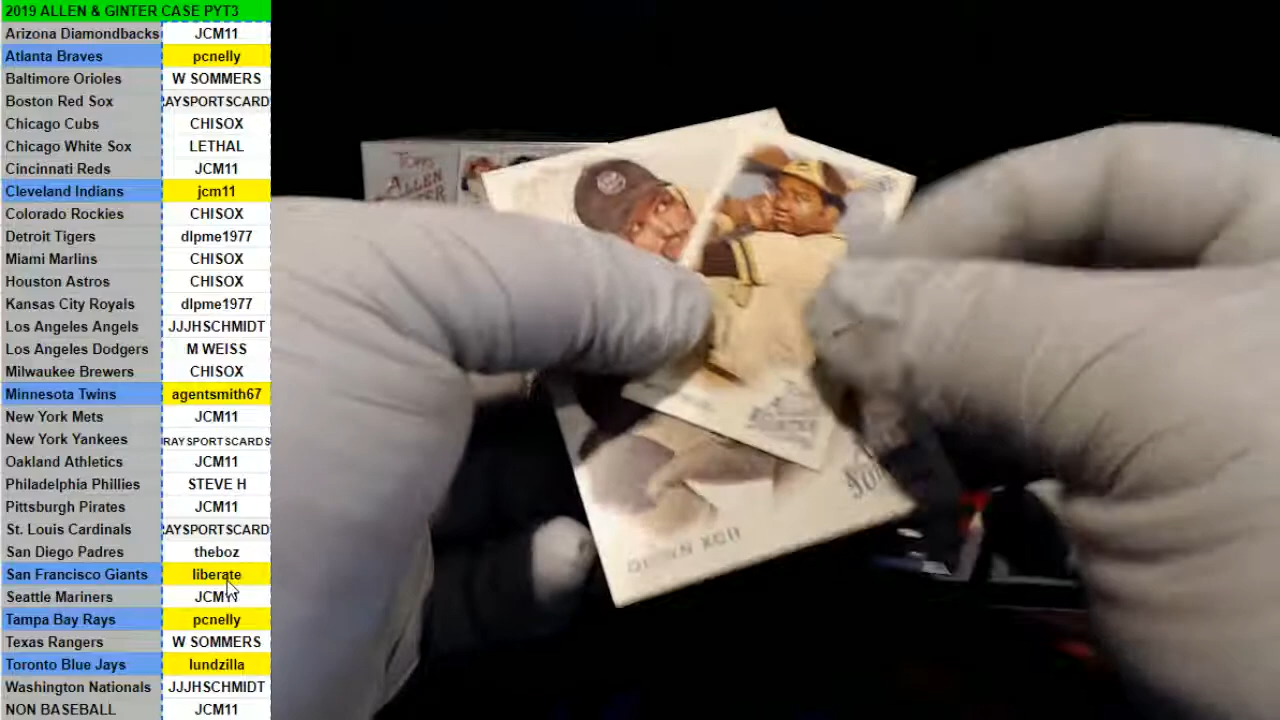 2019 ALLEN & GINTER CASE PYT3
Arizona Diamondbacks JCM11
Atlanta Braves pcnelly
Baltimore Orioles W SOMMERS
Boston Red Sox RAYSPORTSCARD
Chicago Cubs CHISOX
Chicago White Sox LETHAL
Cincinnati Reds JCM11
Cleveland Indians jcm11
Colorado Rockies CHISOX
Detroit Tigers dlpme1977
Miami Marlins CHISOX
Houston Astros CHISOX
Kansas City Royals dlpme1977
Los Angeles Angels JJJHSCHMIDT
Los Angeles Dodgers M WEISS
Milwaukee Brewers CHISOX
Minnesota Twins agentsmith67
New York Mets JCM11
New York Yankees RAYSPORTSCARDS
Oakland Athletics JCM11
Philadelphia Phillies STEVE H
Pittsburgh Pirates JCM11
St. Louis Cardinals RAYSPORTSCARD
San Diego Padres theboz
San Francisco Giants liberate
Seattle Mariners JCM11
Tampa Bay Rays pcnelly
Texas Rangers W SOMMERS
Toronto Blue Jays lundzilla
Washington Nationals JJJHSCHMIDT
NON BASEBALL JCM11
TOPPS
ALLEN
GINTER